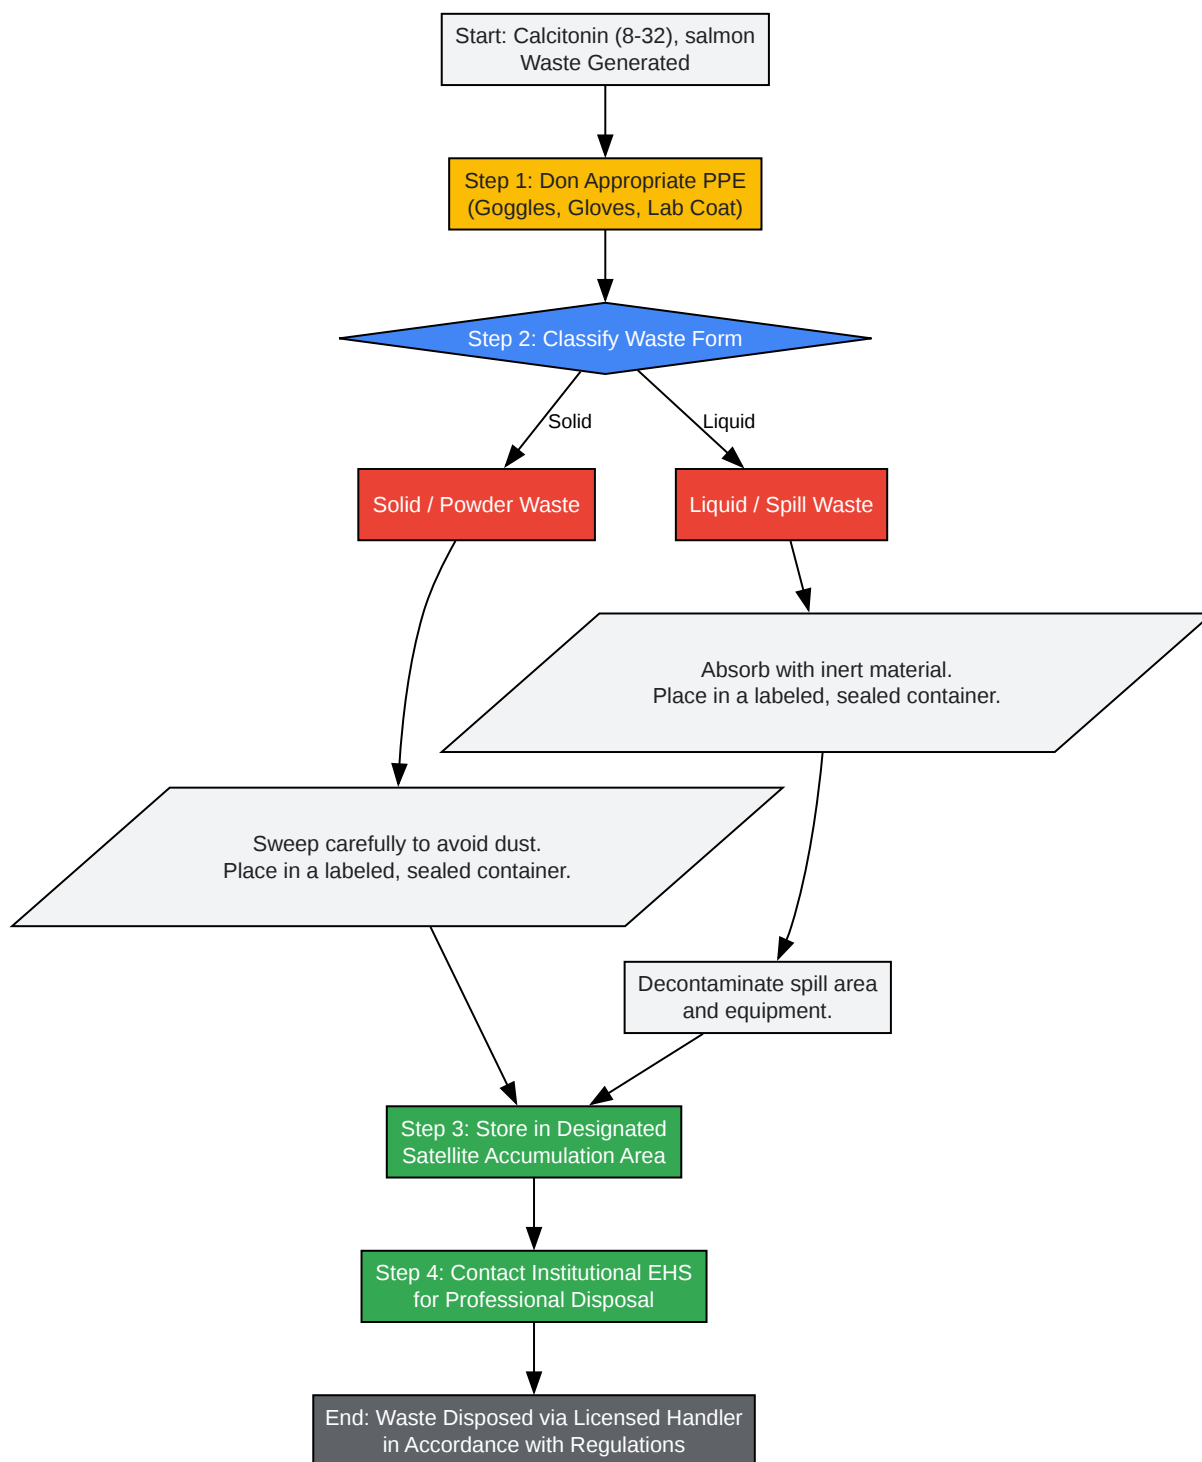 Start: Calcitonin (8-32), salmon
Waste Generated
Step 1: Don Appropriate PPE
(Goggles, Gloves, Lab Coat)
Step 2: Classify Waste Form
Solid
Liquid
Solid / Powder Waste
Liquid / Spill Waste
Absorb with inert material.
Place in a labeled, sealed container.
Sweep carefully to avoid dust.
Place in a labeled, sealed container.
Decontaminate spill area
and equipment.
Step 3: Store in Designated
Satellite Accumulation Area
Step 4: Contact Institutional EHS
for Professional Disposal
End: Waste Disposed via Licensed Handler
in Accordance with Regulations